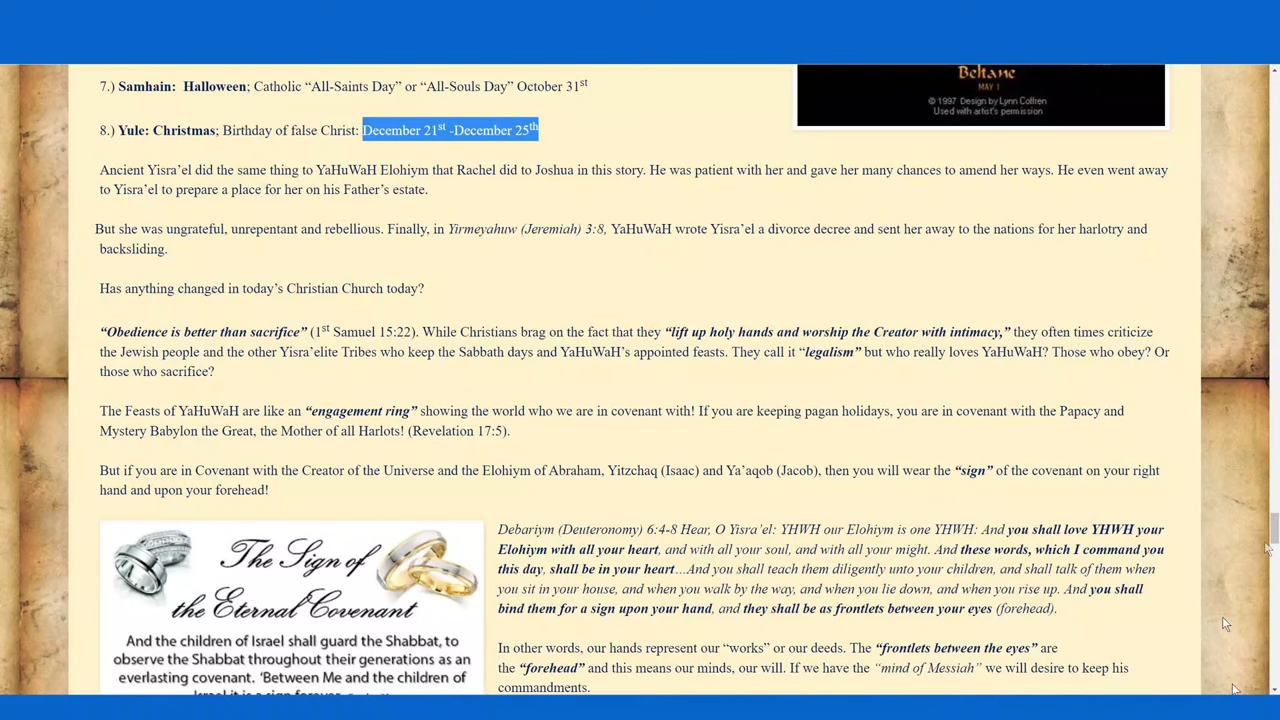 Beltane
MAY 1
© 1997 Design by Lynn Coffren
Used with artist's permission
7.) Samhain:  Halloween; Catholic “All-Saints Day” or “All-Souls Day” October 31st
8.) Yule: Christmas; Birthday of false Christ: December 21st -December 25th
Ancient Yisra’el did the same thing to YaHuWaH Elohiym that Rachel did to Joshua in this story. He was patient with her and gave her many chances to amend her ways. He even went away
to Yisra’el to prepare a place for her on his Father’s estate.
But she was ungrateful, unrepentant and rebellious. Finally, in Yirmeyahuw (Jeremiah) 3:8, YaHuWaH wrote Yisra’el a divorce decree and sent her away to the nations for her harlotry and
backsliding.
Has anything changed in today’s Christian Church today?
“Obedience is better than sacrifice” (1st Samuel 15:22). While Christians brag on the fact that they “lift up holy hands and worship the Creator with intimacy,” they often times criticize
the Jewish people and the other Yisra’elite Tribes who keep the Sabbath days and YaHuWaH’s appointed feasts. They call it “legalism” but who really loves YaHuWaH? Those who obey? Or
those who sacrifice?
The Feasts of YaHuWaH are like an “engagement ring” showing the world who we are in covenant with! If you are keeping pagan holidays, you are in covenant with the Papacy and
Mystery Babylon the Great, the Mother of all Harlots! (Revelation 17:5).
But if you are in Covenant with the Creator of the Universe and the Elohiym of Abraham, Yitzchaq (Isaac) and Ya’aqob (Jacob), then you will wear the “sign” of the covenant on your right
hand and upon your forehead!
The Sign of
the Eternal Covenant
And the children of Israel shall guard the Shabbat, to
observe the Shabbat throughout their generations as an
everlasting covenant. ‘Between Me and the children of
Israel it is a sign forever.
Debariym (Deuteronomy) 6:4-8 Hear, O Yisra’el: YHWH our Elohiym is one YHWH: And you shall love YHWH your
Elohiym with all your heart, and with all your soul, and with all your might. And these words, which I command you
this day, shall be in your heart…And you shall teach them diligently unto your children, and shall talk of them when
you sit in your house, and when you walk by the way, and when you lie down, and when you rise up. And you shall
bind them for a sign upon your hand, and they shall be as frontlets between your eyes (forehead).
In other words, our hands represent our “works” or our deeds. The “frontlets between the eyes” are
the “forehead” and this means our minds, our will. If we have the “mind of Messiah” we will desire to keep his
commandments.